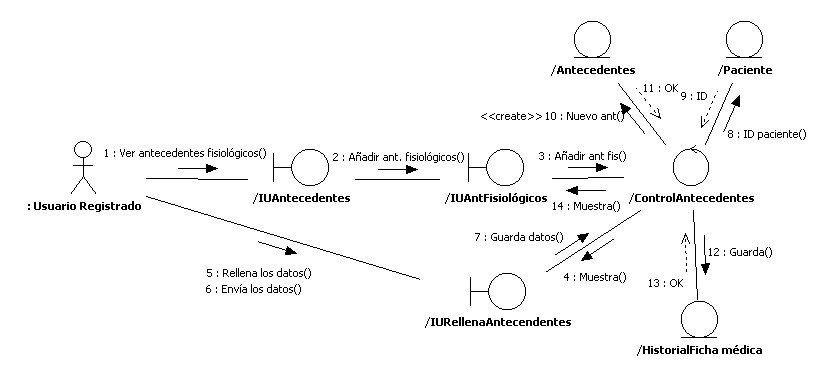 /Antecedentes
/Paciente
11 : OK
9 : ID
<<create>> 10 : Nuevo ant()
8 : ID paciente()
1 : Ver antecedentes fisiológicos()
2 : Añadir ant. fisiológicos()
3 : Añadir ant fis()
: Usuario Registrado
/IUAntecedentes
/IUAntFisiológicos
/ControlAntecedentes
14 : Muestra()
7 : Guarda datos()
12 : Guarda()
5 : Rellena los datos()
4 : Muestra()
13 : OK
6 : Envía los datos()
/IURellenaAntecendentes
/HistorialFicha médica